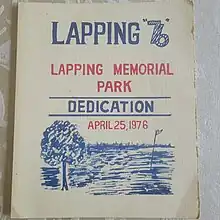 LAPPING "76"
LAPPING MEMORIAL
PARK
DEDICATION
APRIL 25, 1976